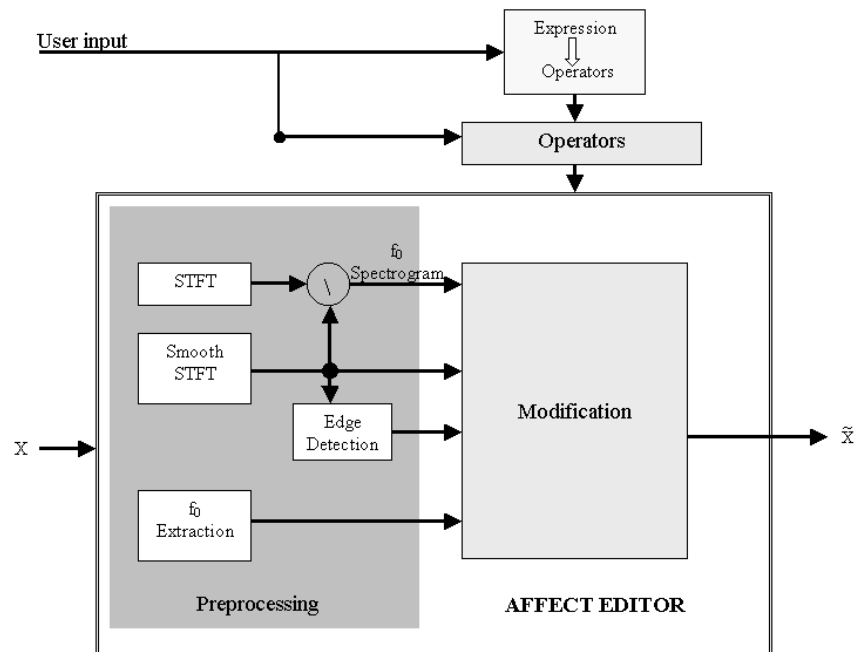 User input
Expression
Operators
Operators
f₀
Spectrogram
STFT
\
Smooth
STFT
Edge
Detection
Modification
X
x̃
f₀
Extraction
Preprocessing
AFFECT EDITOR